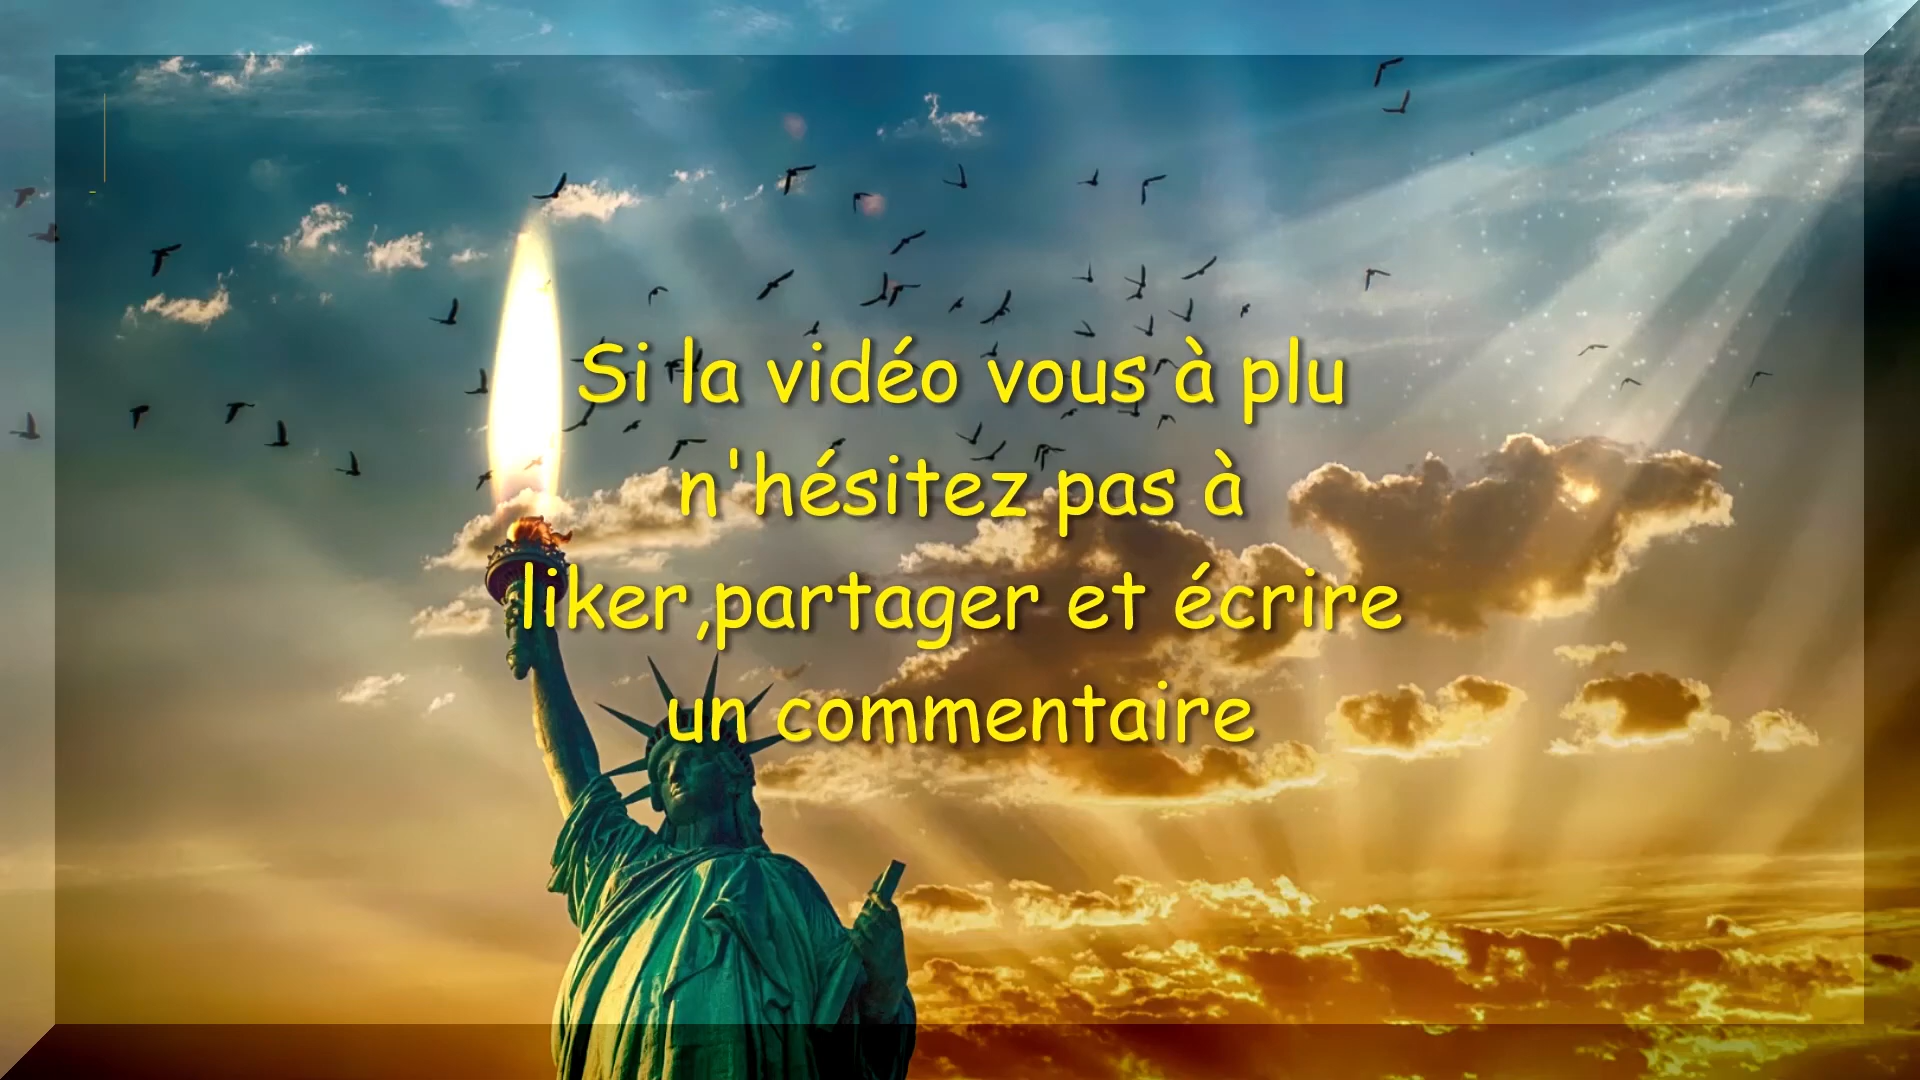 Si la vidéo vous à plu
n'hésitez pas à
liker,partager et écrire
un commentaire